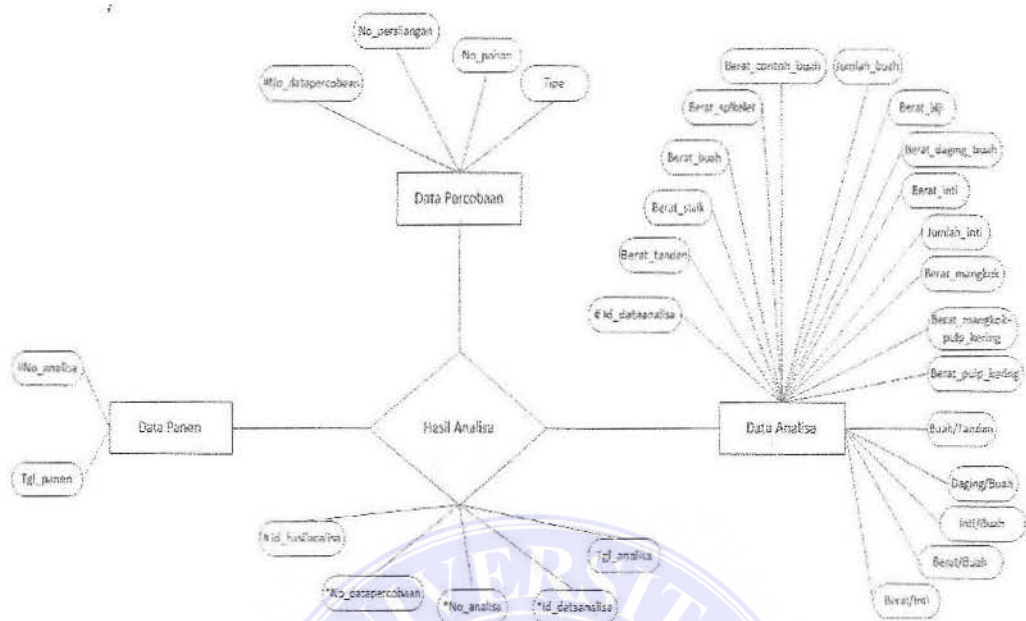 No_persilangan
No_pohon
#No_datapercobaan
Tipe
Data Percobaan
Berat_contoh_buah
Jumlah_buah
Berat_spikelet
Berat_biji
Berat_buah
Berat_daging_buah
Berat_stalk
Berat_inti
Berat_tandan
Jumlah_inti
Berat_mangkok
#Id_dataanalisa
Berat_mangkok-
pulp_kering
Berat_pulp_kering
#No_analisa
Data Panen
Tgl_panen
Hasil Analisa
Data Analisa
Buah/Tandan
Daging/Buah
Inti/Buah
Berat/Buah
Berat/Inti
#Id_hasilanalisa
Tgl_analisa
*No_datapercobaan
*No_analisa
*Id_dataanalisa